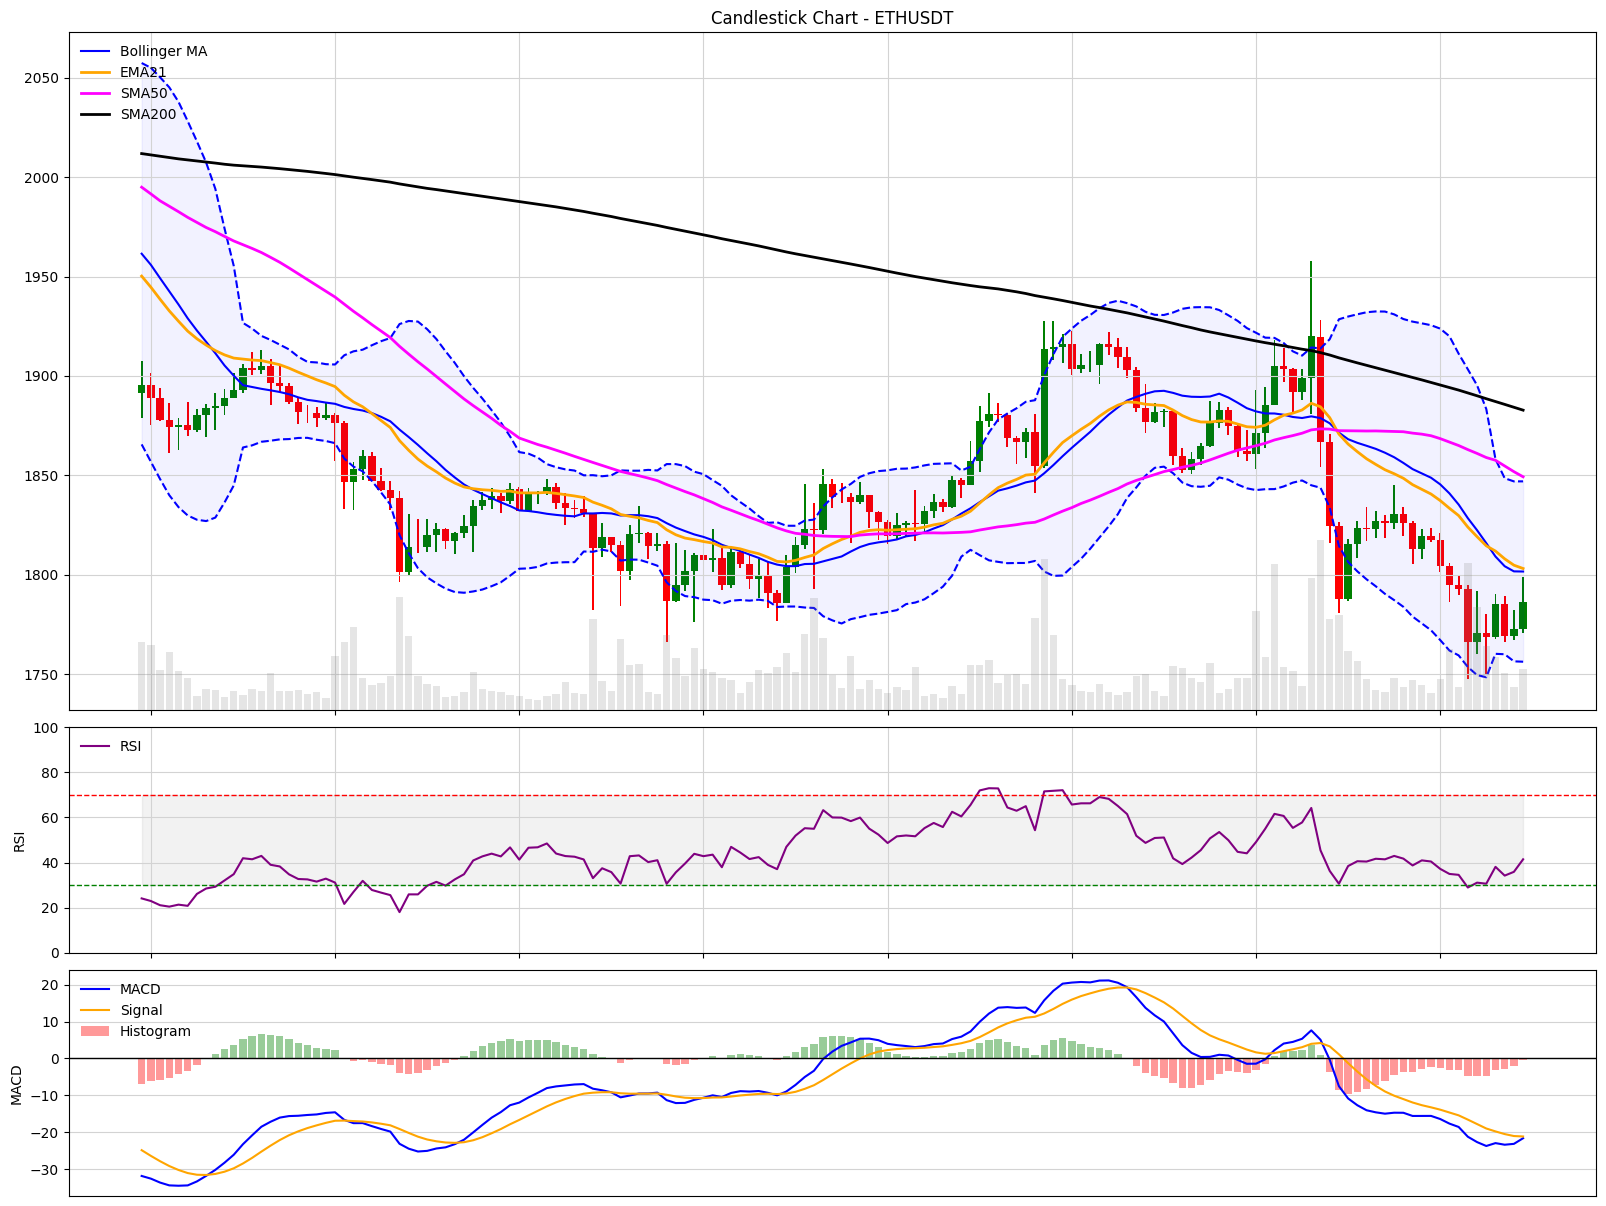 Candlestick Chart - ETHUSDT
Bollinger MA
EMA21
SMA50
SMA200
2050
2000
1950
1900
1850
1800
1750
RSI
100
80
60
40
20
0
RSI
MACD
Signal
Histogram
20
10
0
−10
−20
−30
MACD